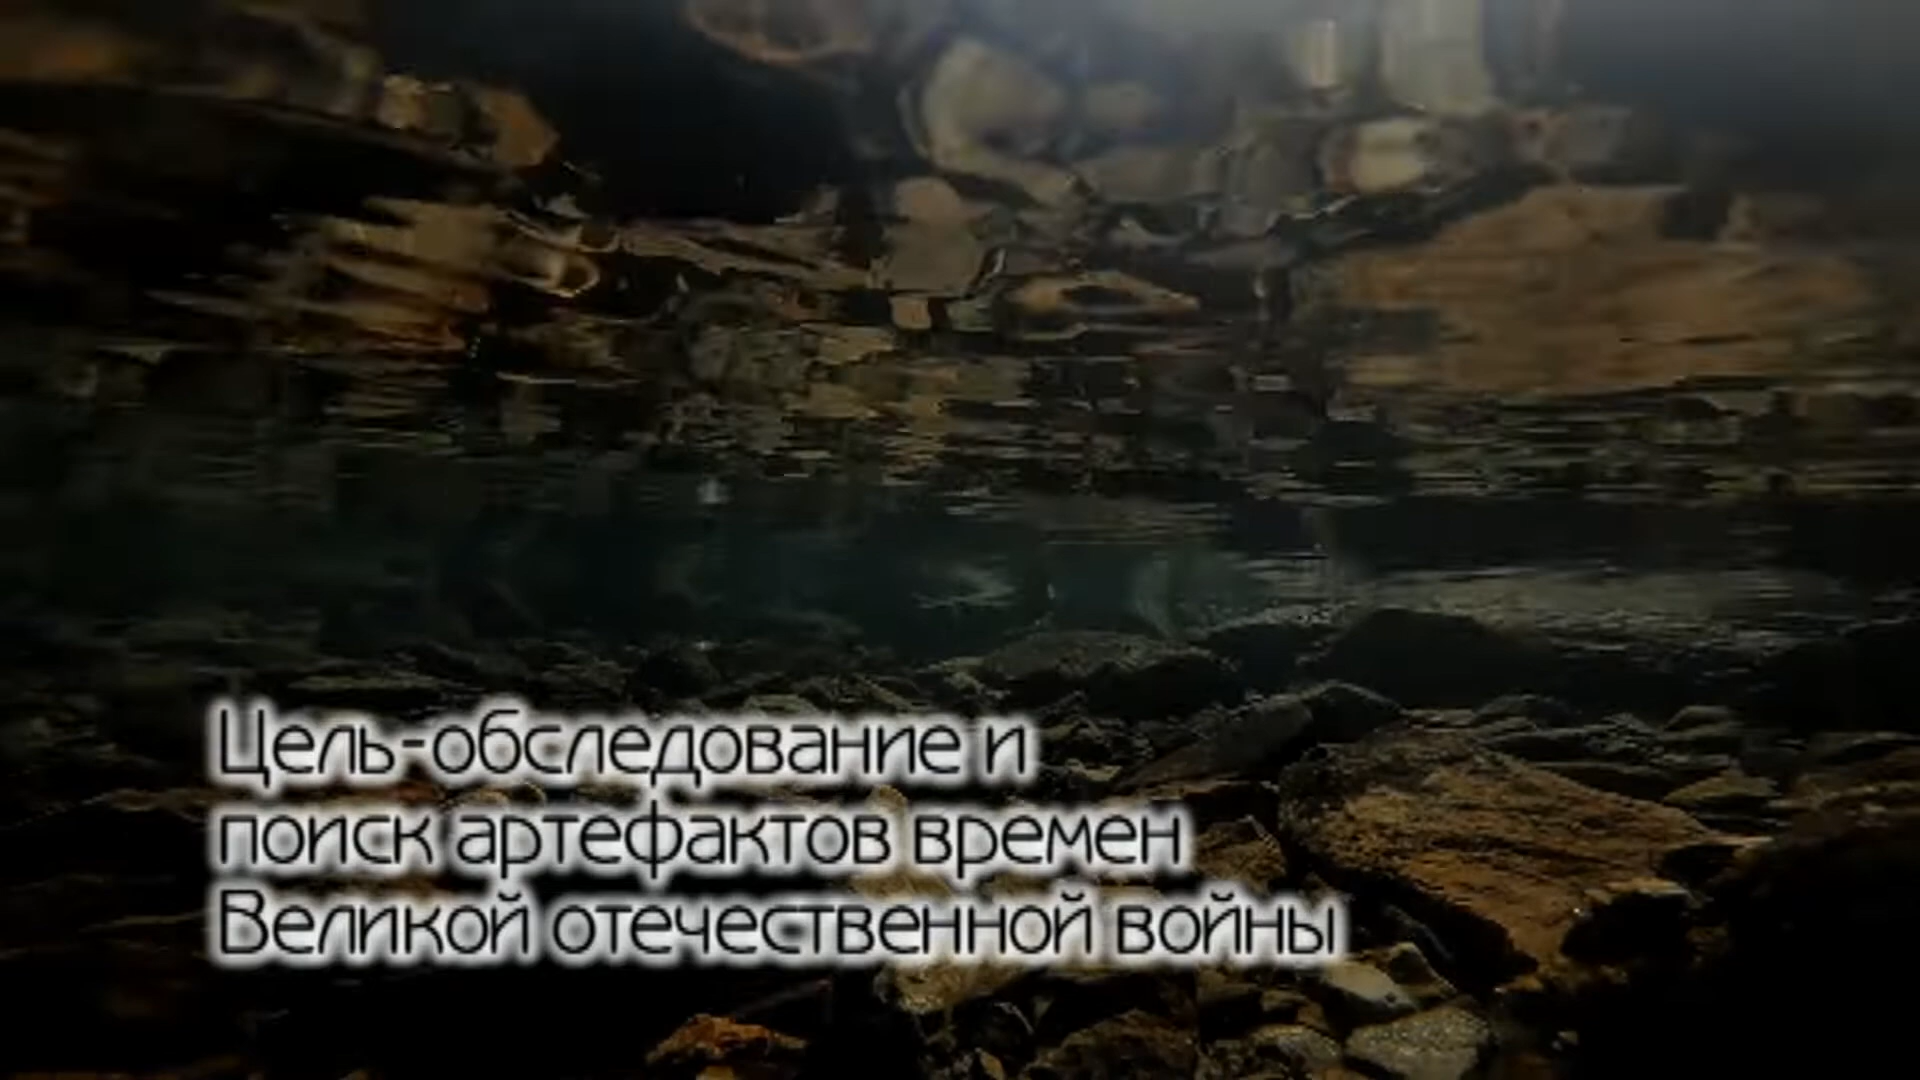 Цель-обследование и
поиск артефактов времен
Великой отечественной войны